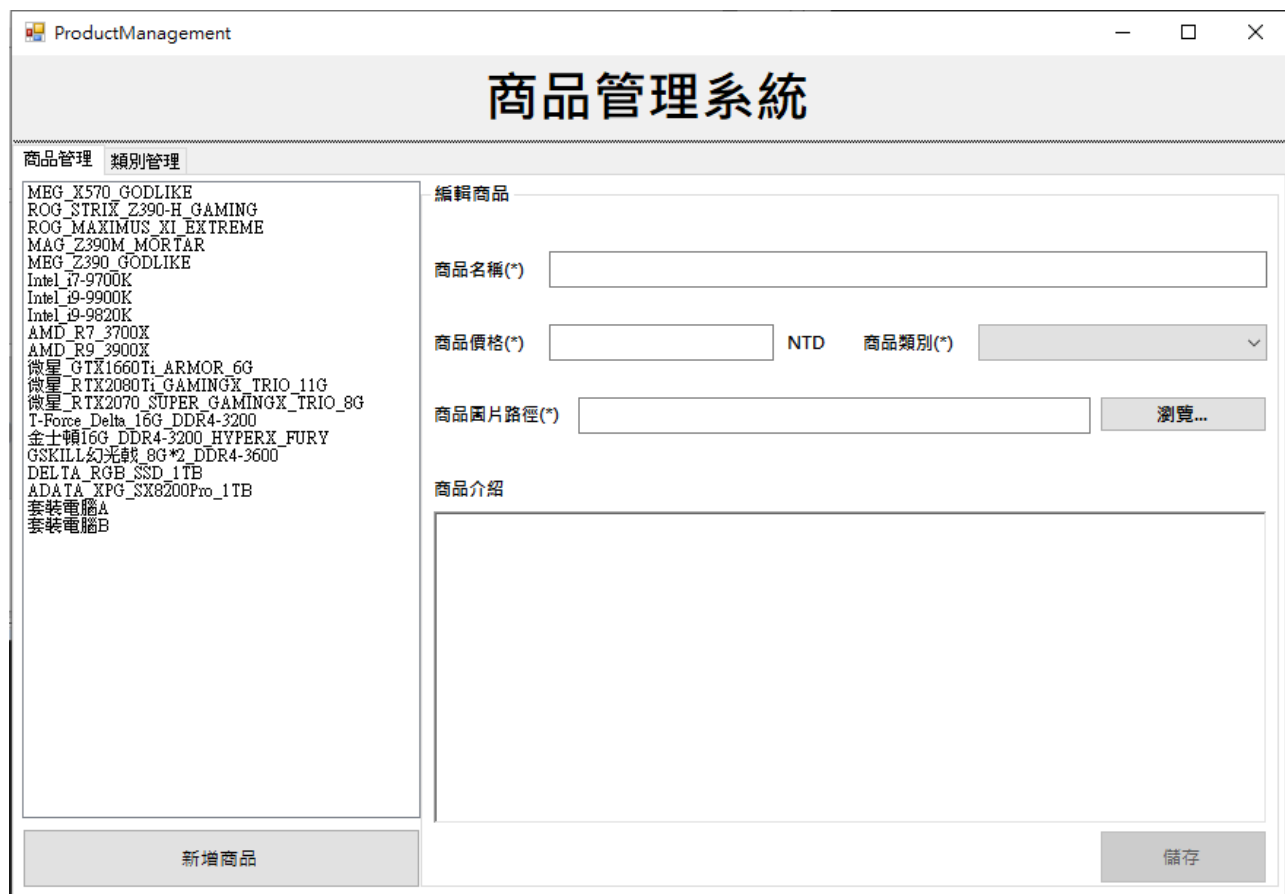 ProductManagement
商品管理系統
商品管理 類別管理
MEG_X570_GODLIKE
ROG_STRIX_Z390-H_GAMING
ROG_MAXIMUS_XI_EXTREME
MAG_Z390M_MORTAR
MEG_Z390_GODLIKE
Intel_i7-9700K
Intel_i9-9900K
Intel_i9-9820K
AMD_R7_3700X
AMD_R9_3900X
微星_GTX1660Ti_ARMOR_6G
微星_RTX2080Ti_GAMINGX_TRIO_11G
微星_RTX2070_SUPER_GAMINGX_TRIO_8G
T-Force_Delta_16G_DDR4-3200
金士頓16G_DDR4-3200_HYPERX_FURY
GSKILL幻光戟_8G*2_DDR4-3600
DELTA_RGB_SSD_1TB
ADATA_XPG_SX8200Pro_1TB
套裝電腦A
套裝電腦B
新增商品
編輯商品
商品名稱(*)
商品價格(*) NTD 商品類別(*)
商品圖片路徑(*) 瀏覽...
商品介紹
儲存